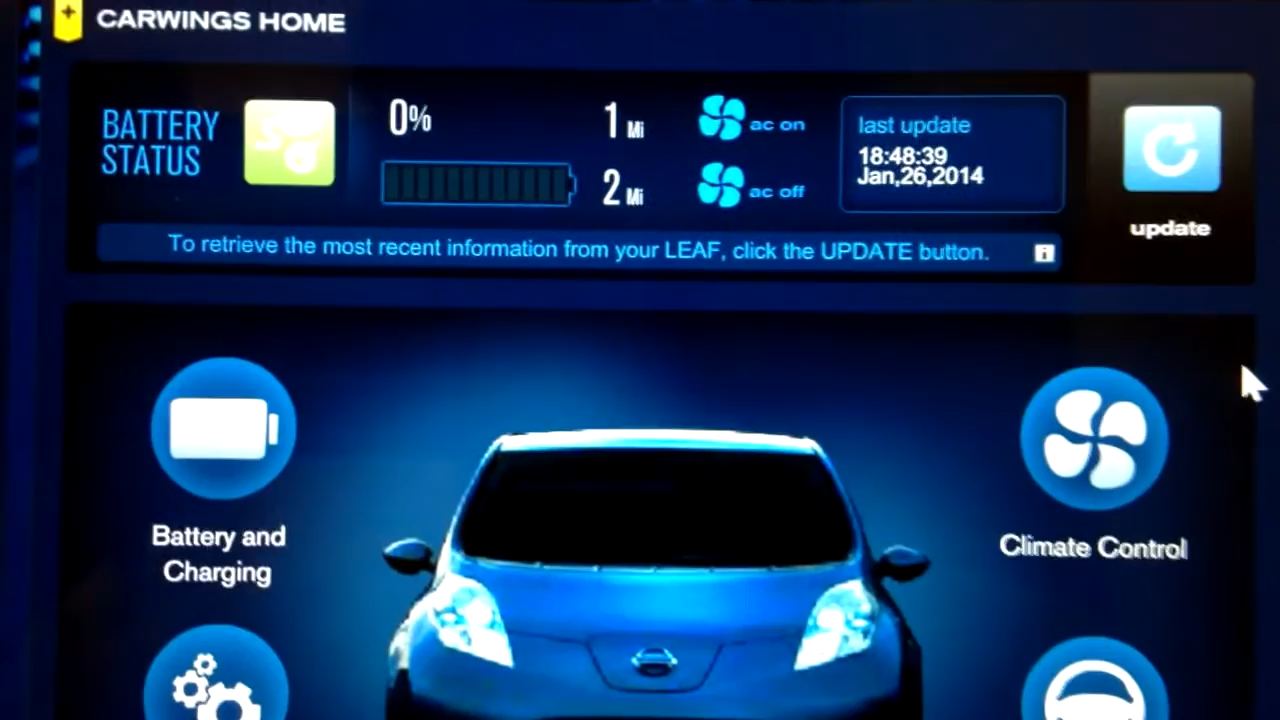 CARWINGS HOME
BATTERY
STATUS
0%
1 Mi
ac on
2 Mi
ac off
last update
18:48:39
Jan,26,2014
update
To retrieve the most recent information from your LEAF, click the UPDATE button.
i
Battery and
Charging
Climate Control